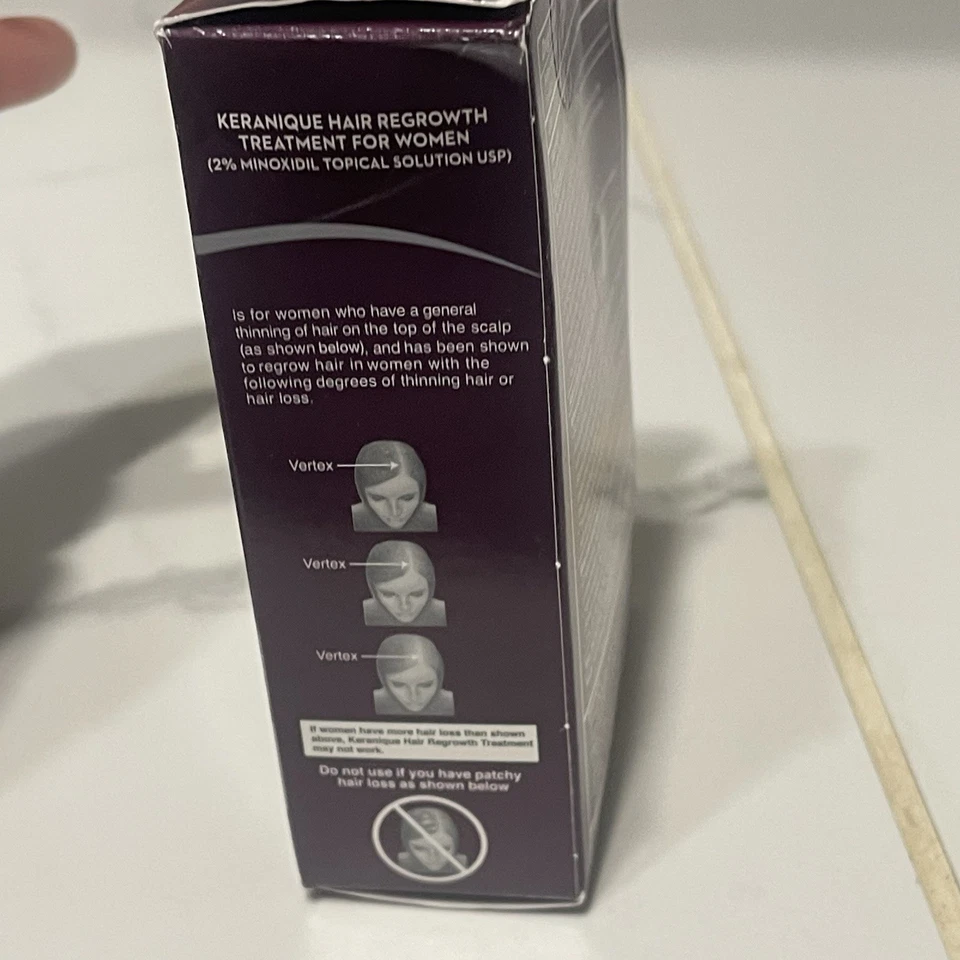 KERANIQUE HAIR REGROWTH
TREATMENT FOR WOMEN
(2% MINOXIDIL TOPICAL SOLUTION USP)
Is for women who have a general
thinning of hair on the top of the scalp
(as shown below), and has been shown
to regrow hair in women with the
following degrees of thinning hair or
hair loss.
Vertex
Vertex
Vertex
If women have more hair loss than shown
above, Keranique Hair Regrowth Treatment
may not work.
Do not use if you have patchy
hair loss as shown below